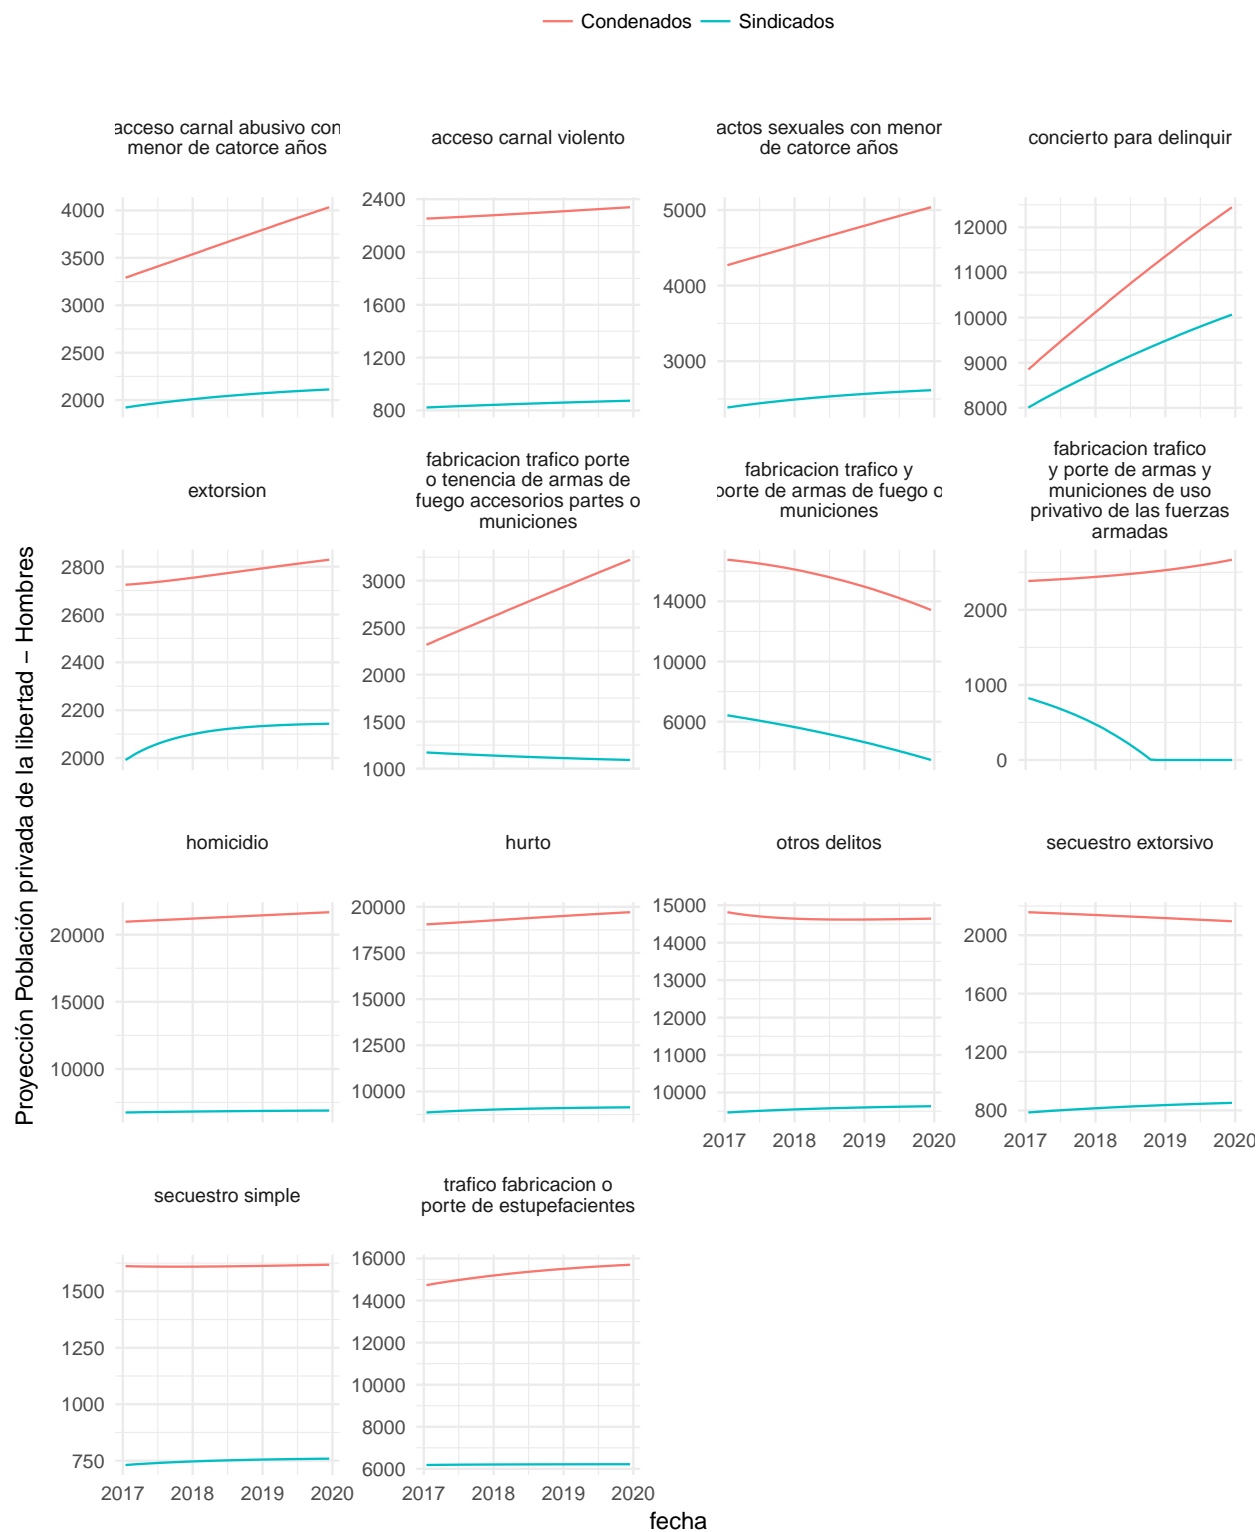 Condenados Sindicados
acceso carnal abusivo con
menor de catorce años
acceso carnal violento
actos sexuales con menor
de catorce años
concierto para delinquir
4000
3500
3000
2500
2000
2400
2000
1600
1200
800
5000
4000
3000
12000
11000
10000
9000
8000
extorsion
fabricacion trafico porte
o tenencia de armas de
fuego accesorios partes o
municiones
fabricacion trafico y
porte de armas de fuego o
municiones
fabricacion trafico
y porte de armas y
municiones de uso
privativo de las fuerzas
armadas
2800
2600
2400
2200
2000
3000
2500
2000
1500
1000
14000
10000
6000
2000
1000
0
Proyección Población privada de la libertad – Hombres
homicidio
hurto
otros delitos
secuestro extorsivo
20000
15000
10000
20000
17500
15000
12500
10000
15000
14000
13000
12000
11000
10000
2017 2018 2019 2020
2000
1600
1200
800
2017 2018 2019 2020
secuestro simple
trafico fabricacion o
porte de estupefacientes
1500
1250
1000
750
2017 2018 2019 2020
16000
14000
12000
10000
8000
6000
2017 2018 2019 2020
fecha